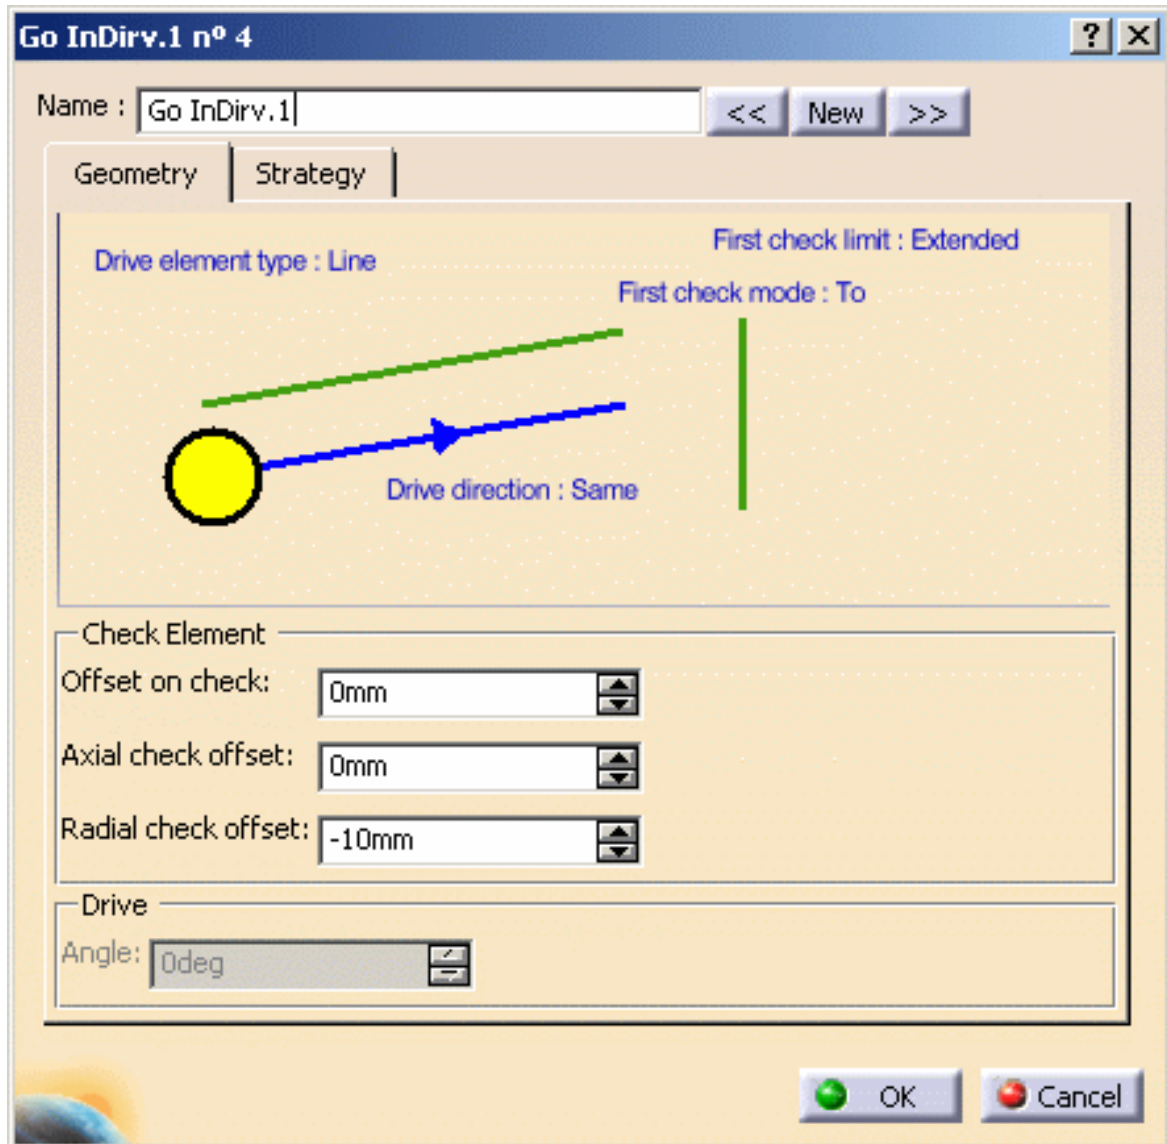 Go InDirv.1 nº 4
?
Name : Go InDirv.1 << New >>
Geometry Strategy
First check limit : Extended
Drive element type : Line
First check mode : To
Drive direction : Same
Check Element
Offset on check: 0mm
Axial check offset: 0mm
Radial check offset: -10mm
Drive
Angle: 0deg
OK Cancel